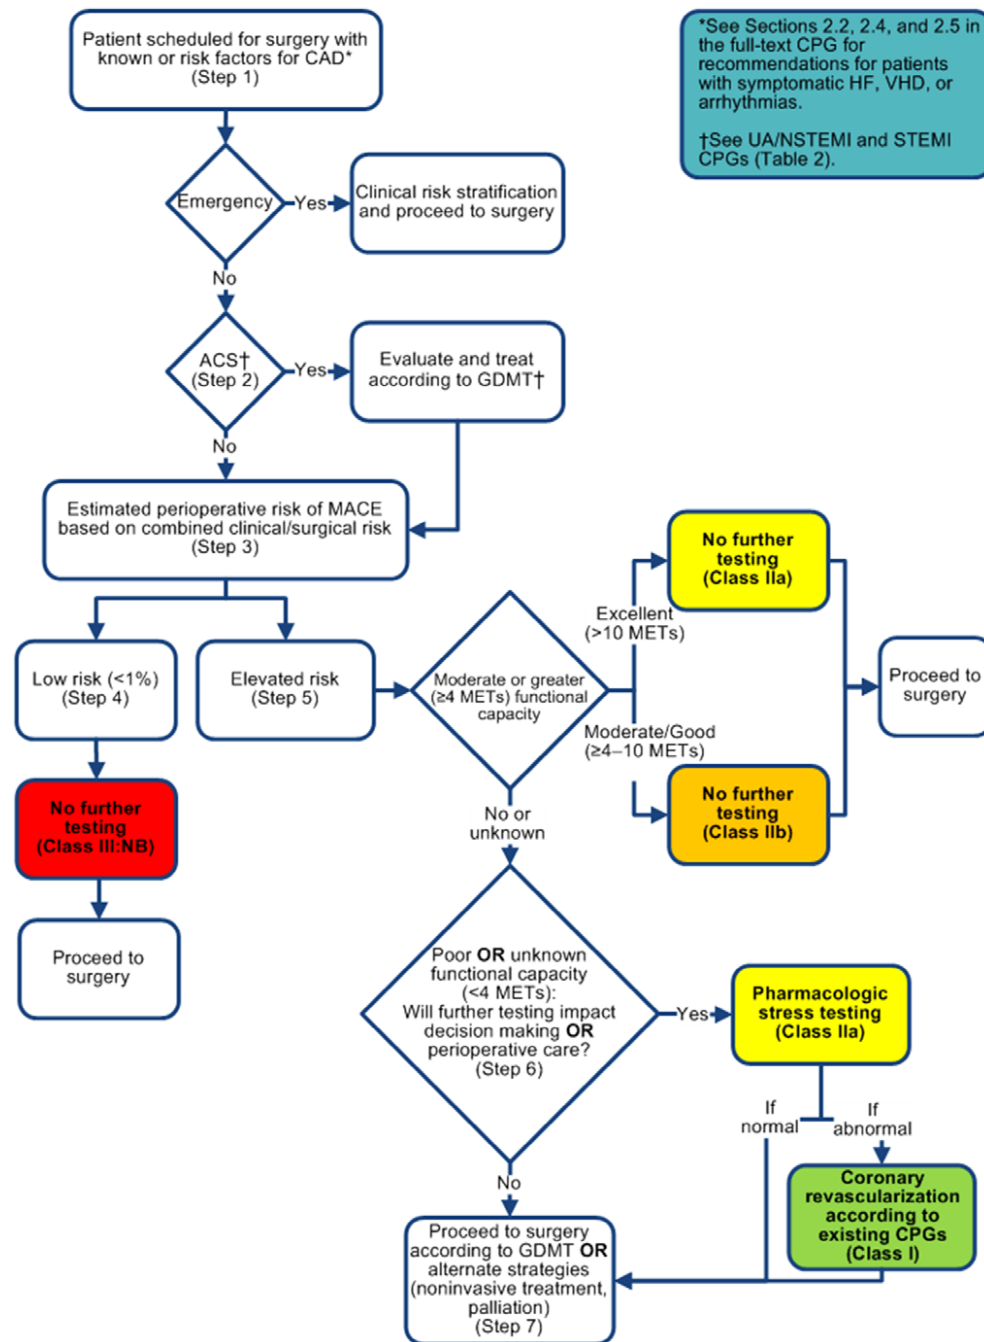 Patient scheduled for surgery with
known or risk factors for CAD*
(Step 1)
*See Sections 2.2, 2.4, and 2.5 in
the full-text CPG for
recommendations for patients
with symptomatic HF, VHD, or
arrhythmias.
†See UA/NSTEMI and STEMI
CPGs (Table 2).
Emergency
Yes
Clinical risk stratification
and proceed to surgery
No
ACS†
(Step 2)
Yes
Evaluate and treat
according to GDMT†
No
Estimated perioperative risk of MACE
based on combined clinical/surgical risk
(Step 3)
Low risk (<1%)
(Step 4)
Elevated risk
(Step 5)
No further
testing
(Class III:NB)
Proceed to
surgery
Moderate or greater
(≥4 METs) functional
capacity
Excellent
(>10 METs)
No further
testing
(Class IIa)
Moderate/Good
(≥4–10 METs)
No further
testing
(Class IIb)
Proceed to
surgery
No or
unknown
Poor OR unknown
functional capacity
(<4 METs):
Will further testing impact
decision making OR
perioperative care?
(Step 6)
Yes
Pharmacologic
stress testing
(Class IIa)
If
normal
If
abnormal
Coronary
revascularization
according to
existing CPGs
(Class I)
No
Proceed to surgery
according to GDMT OR
alternate strategies
(noninvasive treatment,
palliation)
(Step 7)